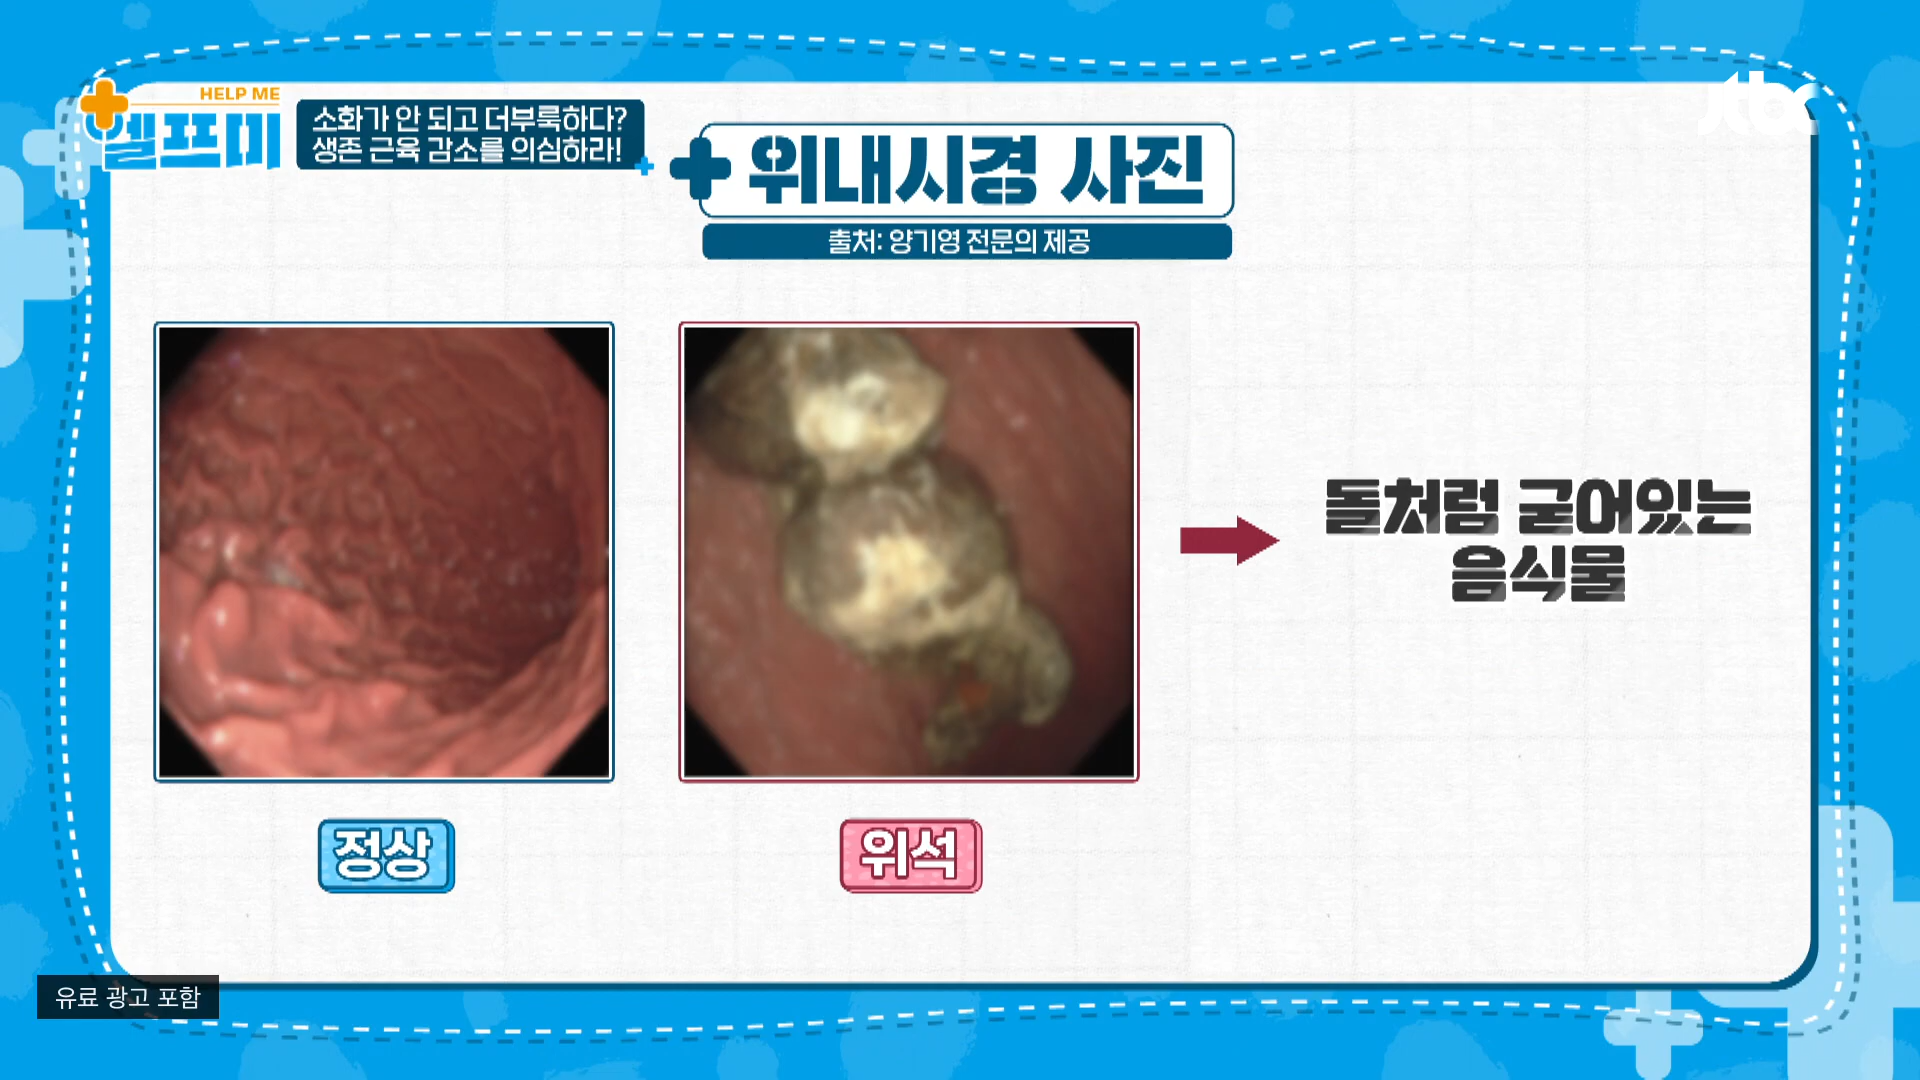 HELP ME
헬프미
소화가 안 되고 더부룩하다?
생존 근육 감소를 의심하라!
jtbc
위내시경 사진
출처: 양기영 전문의 제공
돌처럼 굳어있는
음식물
정상
위석
유료 광고 포함